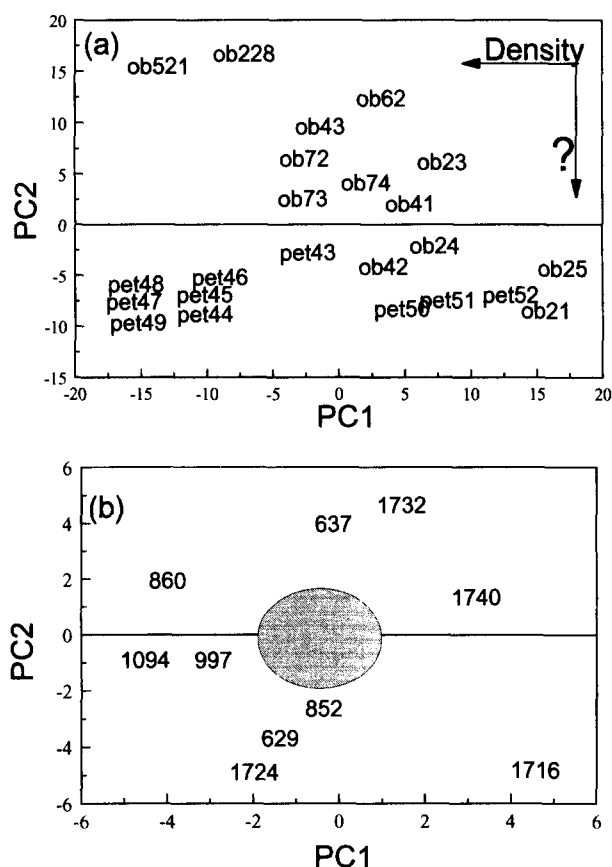 20
(a)
ob521
ob228
Density
15
ob62
10
ob43
ob72
ob23
?
5
ob74
ob73
ob41
PC2
0
pet43
ob24
ob42
ob25
-5
pet48
pet46
pet47
pet45
pet50
pet51
pet52
pet49
pet44
ob21
-10
-15
-20
-15
-10
-5
0
5
10
15
20
PC1
6
(b)
1732
637
4
860
2
1740
PC2
0
1094
997
852
-2
629
1724
1716
-4
-6
-6
-4
-2
0
2
4
6
PC1